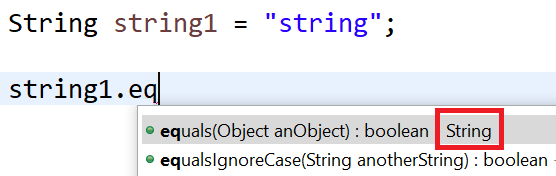 String string1 = "string";
string1.eq
equals(Object anObject) : boolean String
equalsIgnoreCase(String anotherString) : boolean